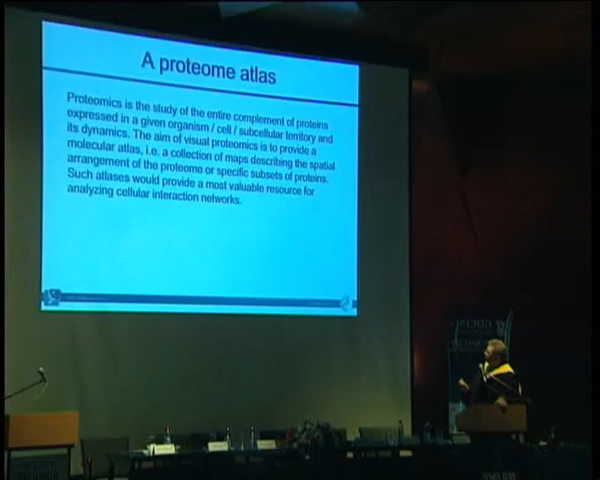 A proteome atlas
Proteomics is the study of the entire complement of proteins
expressed in a given organism / cell / subcellular territory and
its dynamics. The aim of visual proteomics is to provide a
molecular atlas, i.e. a collection of maps describing the spatial
arrangement of the proteome or specific subsets of proteins.
Such atlases would provide a most valuable resource for
analyzing cellular interaction networks.